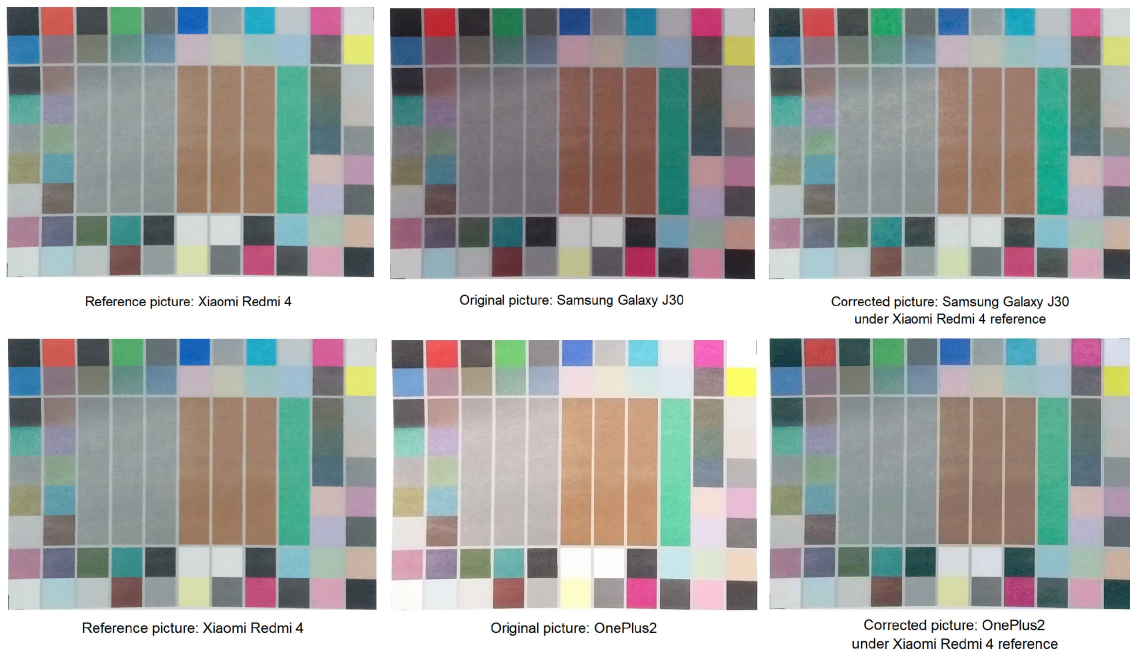 Reference picture: Xiaomi Redmi 4
Original picture: Samsung Galaxy J30
Corrected picture: Samsung Galaxy J30
under Xiaomi Redmi 4 reference
Reference picture: Xiaomi Redmi 4
Original picture: OnePlus2
Corrected picture: OnePlus2
under Xiaomi Redmi 4 reference